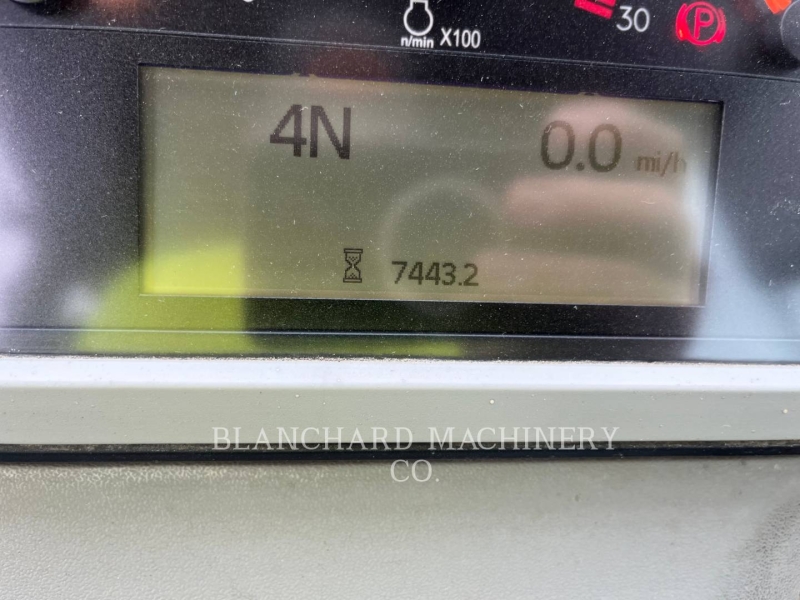 n/min X100
30
P
4N 0.0 mi/h
7443.2
BLANCHARD MACHINERY
CO.